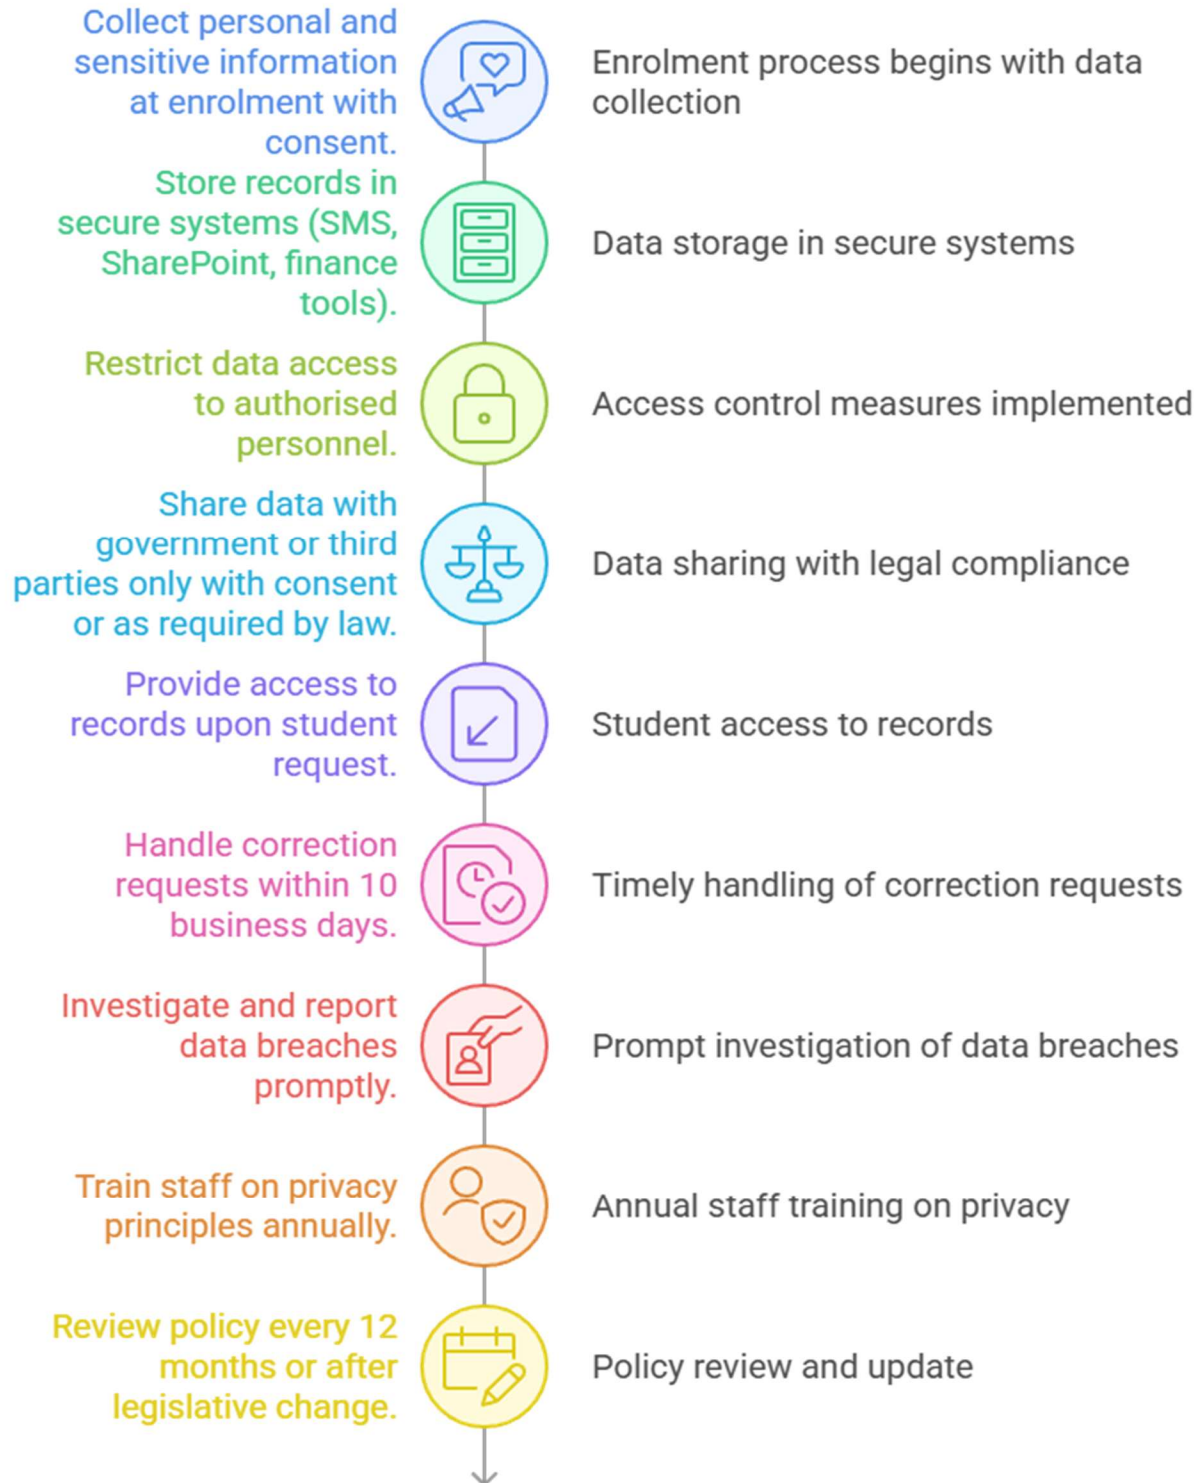 Collect personal and
sensitive information
at enrolment with
consent.
Enrolment process begins with data
collection
Store records in
secure systems (SMS,
SharePoint, finance
tools).
Data storage in secure systems
Restrict data access
to authorised
personnel.
Access control measures implemented
Share data with
government or third
parties only with consent
or as required by law.
Data sharing with legal compliance
Provide access to
records upon student
request.
Student access to records
Handle correction
requests within 10
business days.
Timely handling of correction requests
Investigate and report
data breaches
promptly.
Prompt investigation of data breaches
Train staff on privacy
principles annually.
Annual staff training on privacy
Review policy every 12
months or after
legislative change.
Policy review and update